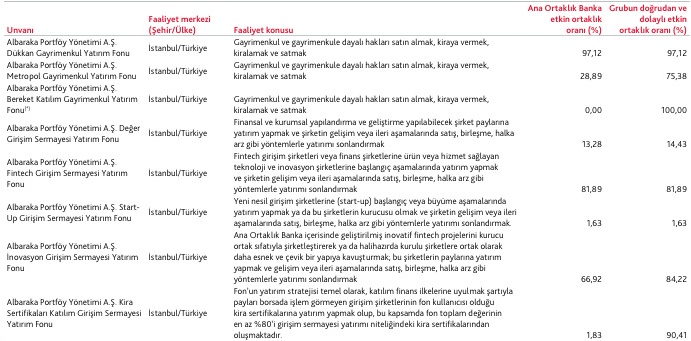 Unvanı
Faaliyet merkezi
(Şehir/Ülke)
Faaliyet konusu
Ana Ortaklık Banka
etkin ortaklık
oranı (%)
Grubun doğrudan ve
dolaylı etkin
ortaklık oranı (%)
Albaraka Portföy Yönetimi A.Ş.
Dükkan Gayrimenkul Yatırım Fonu
İstanbul/Türkiye
Gayrimenkul ve gayrimenkule dayalı hakları satın almak, kiraya vermek,
kiralamak ve satmak
97,12
97,12
Albaraka Portföy Yönetimi A.Ş.
Metropol Gayrimenkul Yatırım Fonu
İstanbul/Türkiye
Gayrimenkul ve gayrimenkule dayalı hakları satın almak, kiraya vermek,
kiralamak ve satmak
28,89
75,38
Albaraka Portföy Yönetimi A.Ş.
Bereket Katılım Gayrimenkul Yatırım
Fonu(*)
İstanbul/Türkiye
Gayrimenkul ve gayrimenkule dayalı hakları satın almak, kiraya vermek,
kiralamak ve satmak
0,00
100,00
Albaraka Portföy Yönetimi A.Ş. Değer
Girişim Sermayesi Yatırım Fonu
İstanbul/Türkiye
Finansal ve kurumsal yapılandırma ve geliştirme yapılabilecek şirket paylarına
yatırım yapmak ve şirketin gelişim veya ileri aşamalarında satış, birleşme, halka
arz gibi yöntemlerle yatırımı sonlandırmak
13,28
14,43
Albaraka Portföy Yönetimi A.Ş.
Fintech Girişim Sermayesi Yatırım
Fonu
İstanbul/Türkiye
Fintech girişim şirketleri veya finans şirketlerine ürün veya hizmet sağlayan
teknoloji ve inovasyon şirketlerine başlangıç aşamalarında yatırım yapmak
ve şirketin gelişim veya ileri aşamalarında satış, birleşme, halka arz gibi
yöntemlerle yatırımı sonlandırmak
81,89
81,89
Albaraka Portföy Yönetimi A.Ş. Start-
Up Girişim Sermayesi Yatırım Fonu
İstanbul/Türkiye
Yeni nesil girişim şirketlerine (start-up) başlangıç veya büyüme aşamalarında
yatırım yapmak ya da bu şirketlerin kurucusu olmak ve şirketin gelişim veya ileri
aşamalarında satış, birleşme, halka arz gibi yöntemlerle yatırımı sonlandırmak.
1,63
1,63
Albaraka Portföy Yönetimi A.Ş.
İnovasyon Girişim Sermayesi Yatırım
Fonu
İstanbul/Türkiye
Ana Ortaklık Banka içerisinde geliştirilmiş inovatif fintech projelerini kurucu
ortak sıfatıyla şirketleştirerek ya da halihazırda kurulu şirketlere ortak olarak
daha esnek ve çevik bir yapıya kavuşturmak; bu şirketlerin paylarına yatırım
yapmak ve gelişim veya ileri aşamalarında satış, birleşme, halka arz gibi
yöntemlerle yatırımı sonlandırmak
66,92
84,22
Albaraka Portföy Yönetimi A.Ş. Kira
Sertifikaları Katılım Girişim Sermayesi
Yatırım Fonu
İstanbul/Türkiye
Fon'un yatırım stratejisi temel olarak, katılım finans ilkelerine uyulmak şartıyla
payları borsada işlem görmeyen girişim şirketlerinin fon kullanıcısı olduğu
kira sertifikalarına yatırım yapmak olup, bu kapsamda fon toplam değerinin
en az %80'i girişim sermayesi yatırımı niteliğindeki kira sertifikalarından
oluşmaktadır.
1,83
90,41